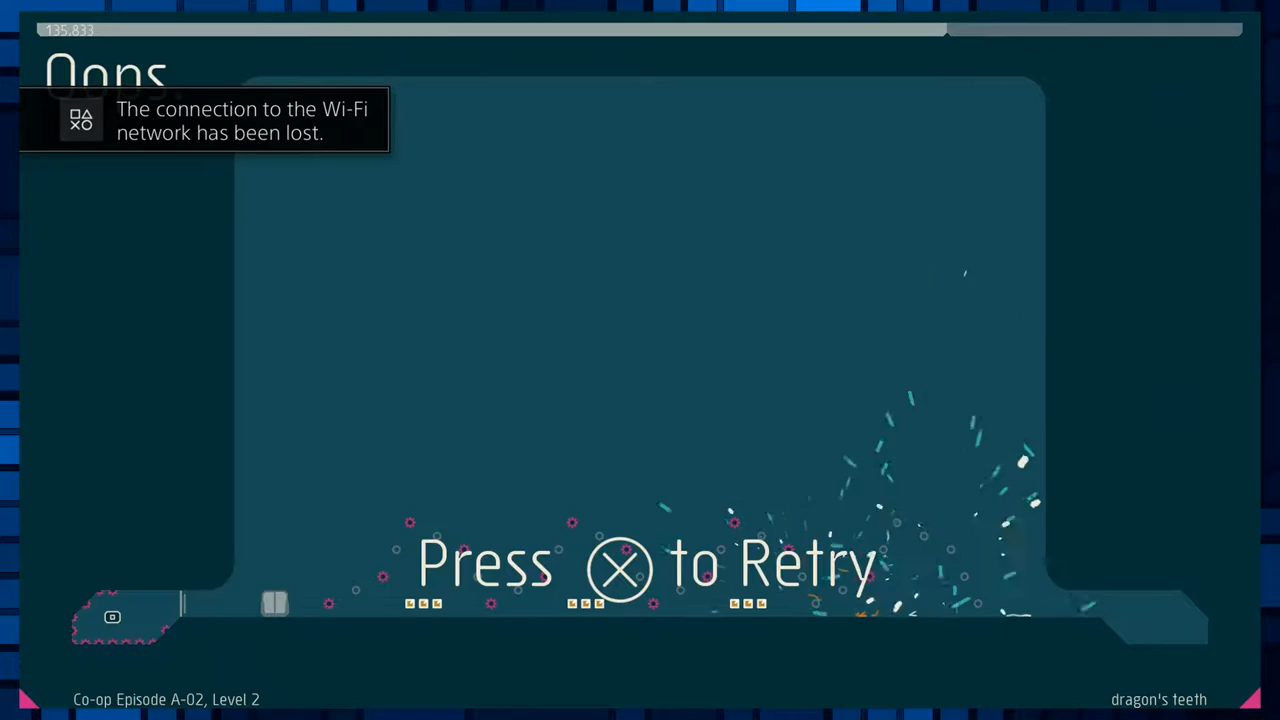 135.833
Oops.
The connection to the Wi-Fi
network has been lost.
Press to Retry
Co-op Episode A-02, Level 2
dragon's teeth